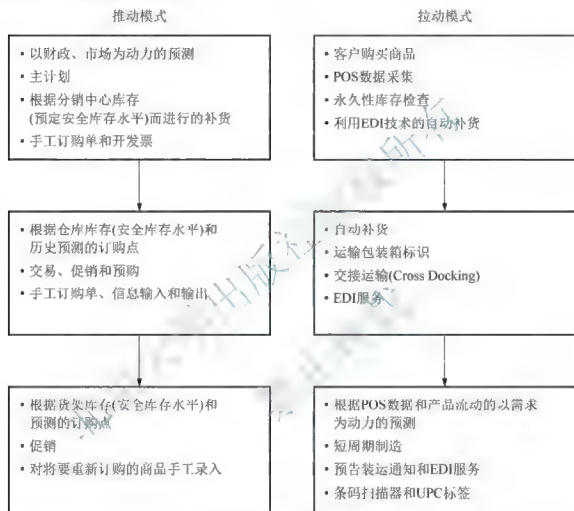 推动模式
• 以财政、市场为动力的预测
• 主计划
• 根据分销中心库存
(预定安全库存水平)而进行的补货
• 手工订购单和开发票
• 根据仓库库存(安全库存水平)和
历史预测的订购点
• 交易、促销和预购
• 手工订购单、信息输入和输出
• 根据货架库存(安全库存水平)和
预测的订购点
• 促销
• 对将要重新订购的商品手工录入
拉动模式
• 客户购买商品
• POS数据采集
• 永久性库存检查
• 利用EDI技术的自动补货
• 自动补货
• 运输包装箱标识
• 交接运输(Cross Docking)
• EDI服务
• 根据POS数据和产品流动的以需求
为动力的预测
• 短周期制造
• 预告装运通知和EDI服务
• 条码扫描器和UPC标签